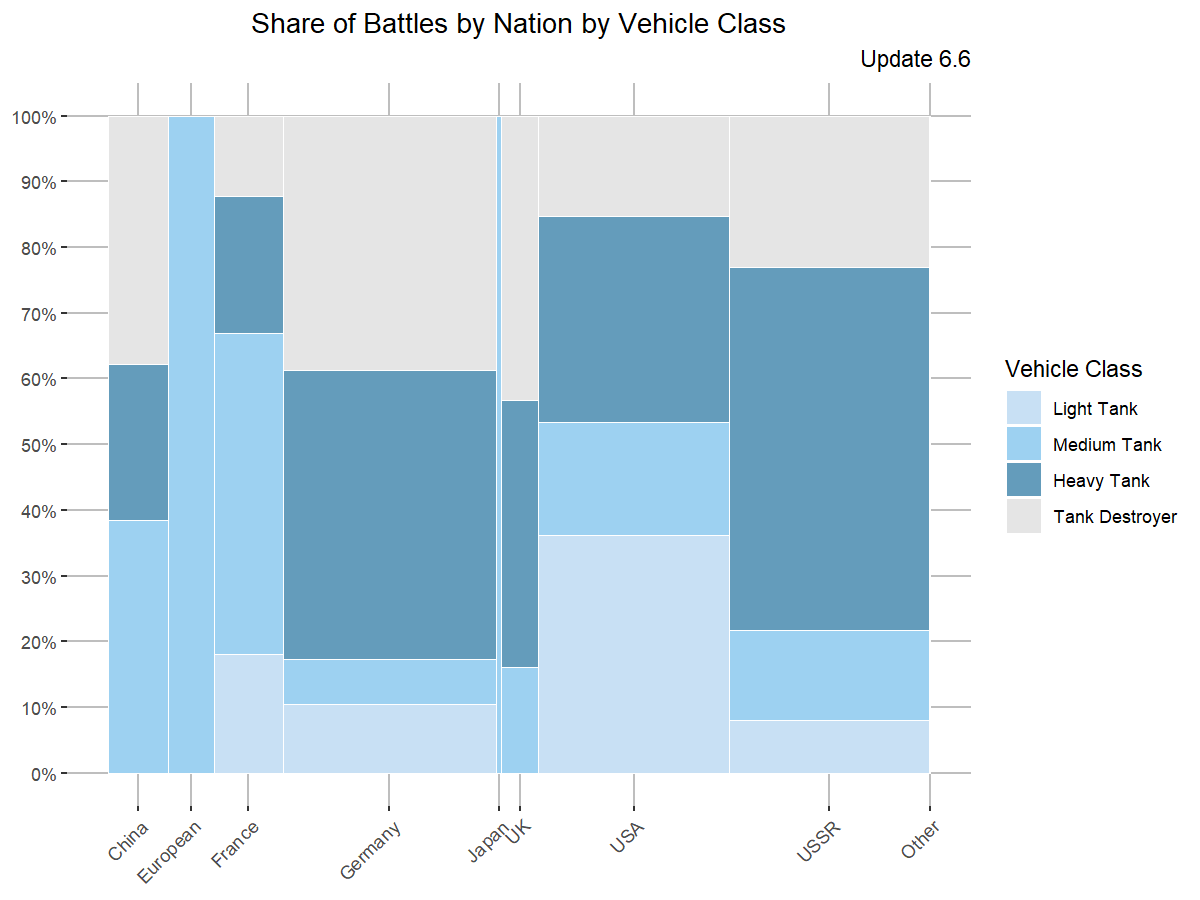 Share of Battles by Nation by Vehicle Class
Update 6.6
100%
90%
80%
70%
60%
50%
40%
30%
20%
10%
0%
China
European
France
Germany
Japan
UK
USA
USSR
Other
Vehicle Class
Light Tank
Medium Tank
Heavy Tank
Tank Destroyer